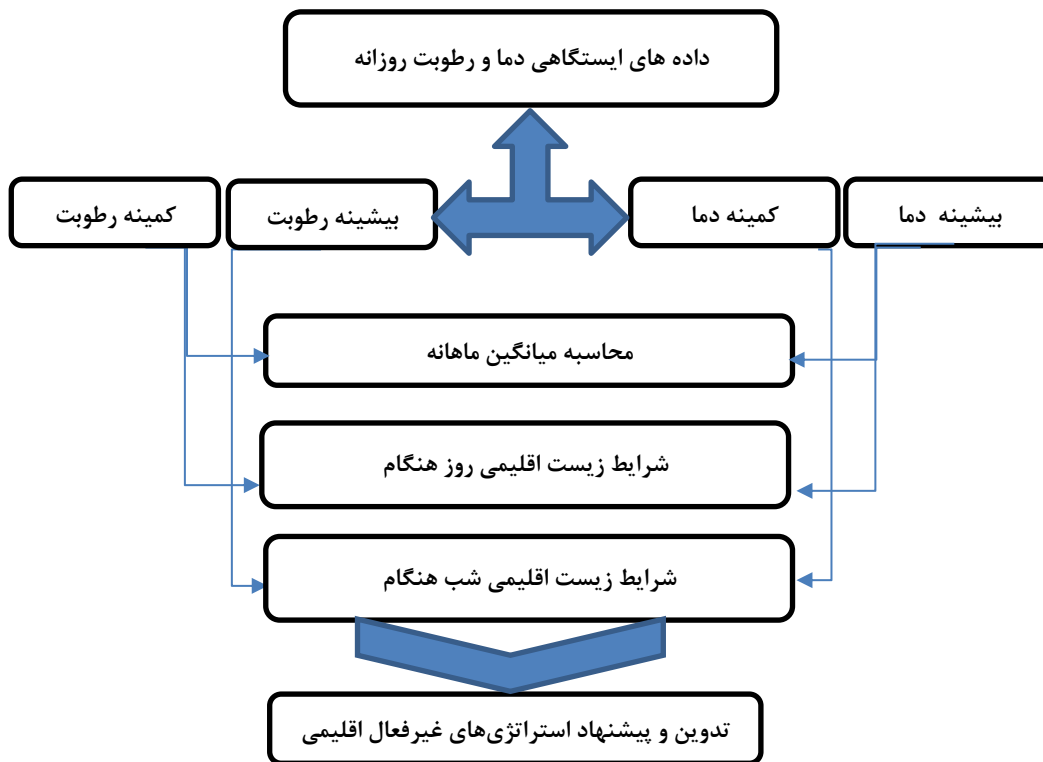 داده های ایستگاهی دما و رطوبت روزانه
بیشینه دما
کمینه دما
بیشینه رطوبت
کمینه رطوبت
محاسبه میانگین ماهانه
شرایط زیست اقلیمی روز هنگام
شرایط زیست اقلیمی شب هنگام
تدوین و پیشنهاد استراتژی‌های غیرفعال اقلیمی